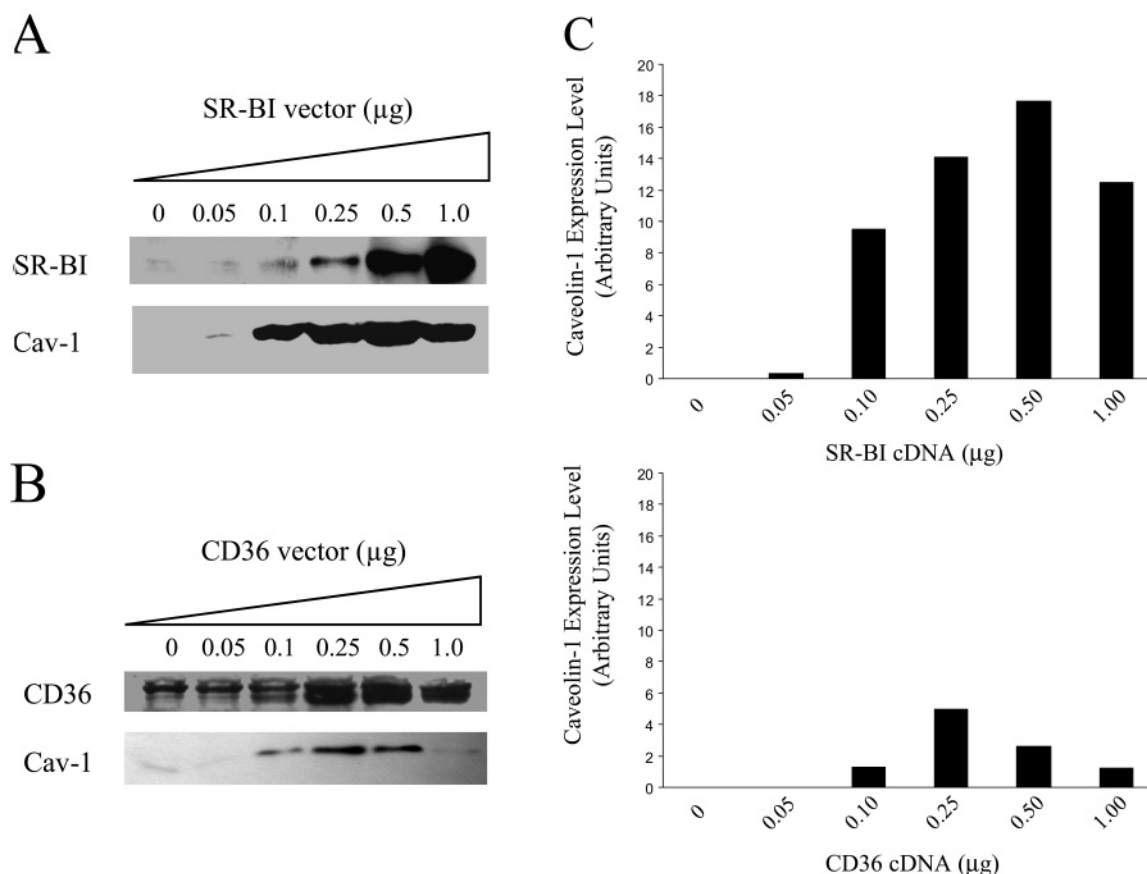 A
SR-BI vector (µg)
0 0.05 0.1 0.25 0.5 1.0
SR-BI
Cav-1
B
CD36 vector (µg)
0 0.05 0.1 0.25 0.5 1.0
CD36
Cav-1
C
Caveolin-1 Expression Level
(Arbitrary Units)
20
18
16
14
12
10
8
6
4
2
0
0 0.05 0.10 0.25 0.50 1.00
SR-BI cDNA (µg)
Caveolin-1 Expression Level
(Arbitrary Units)
20
18
16
14
12
10
8
6
4
2
0
0 0.05 0.10 0.25 0.50 1.00
CD36 cDNA (µg)